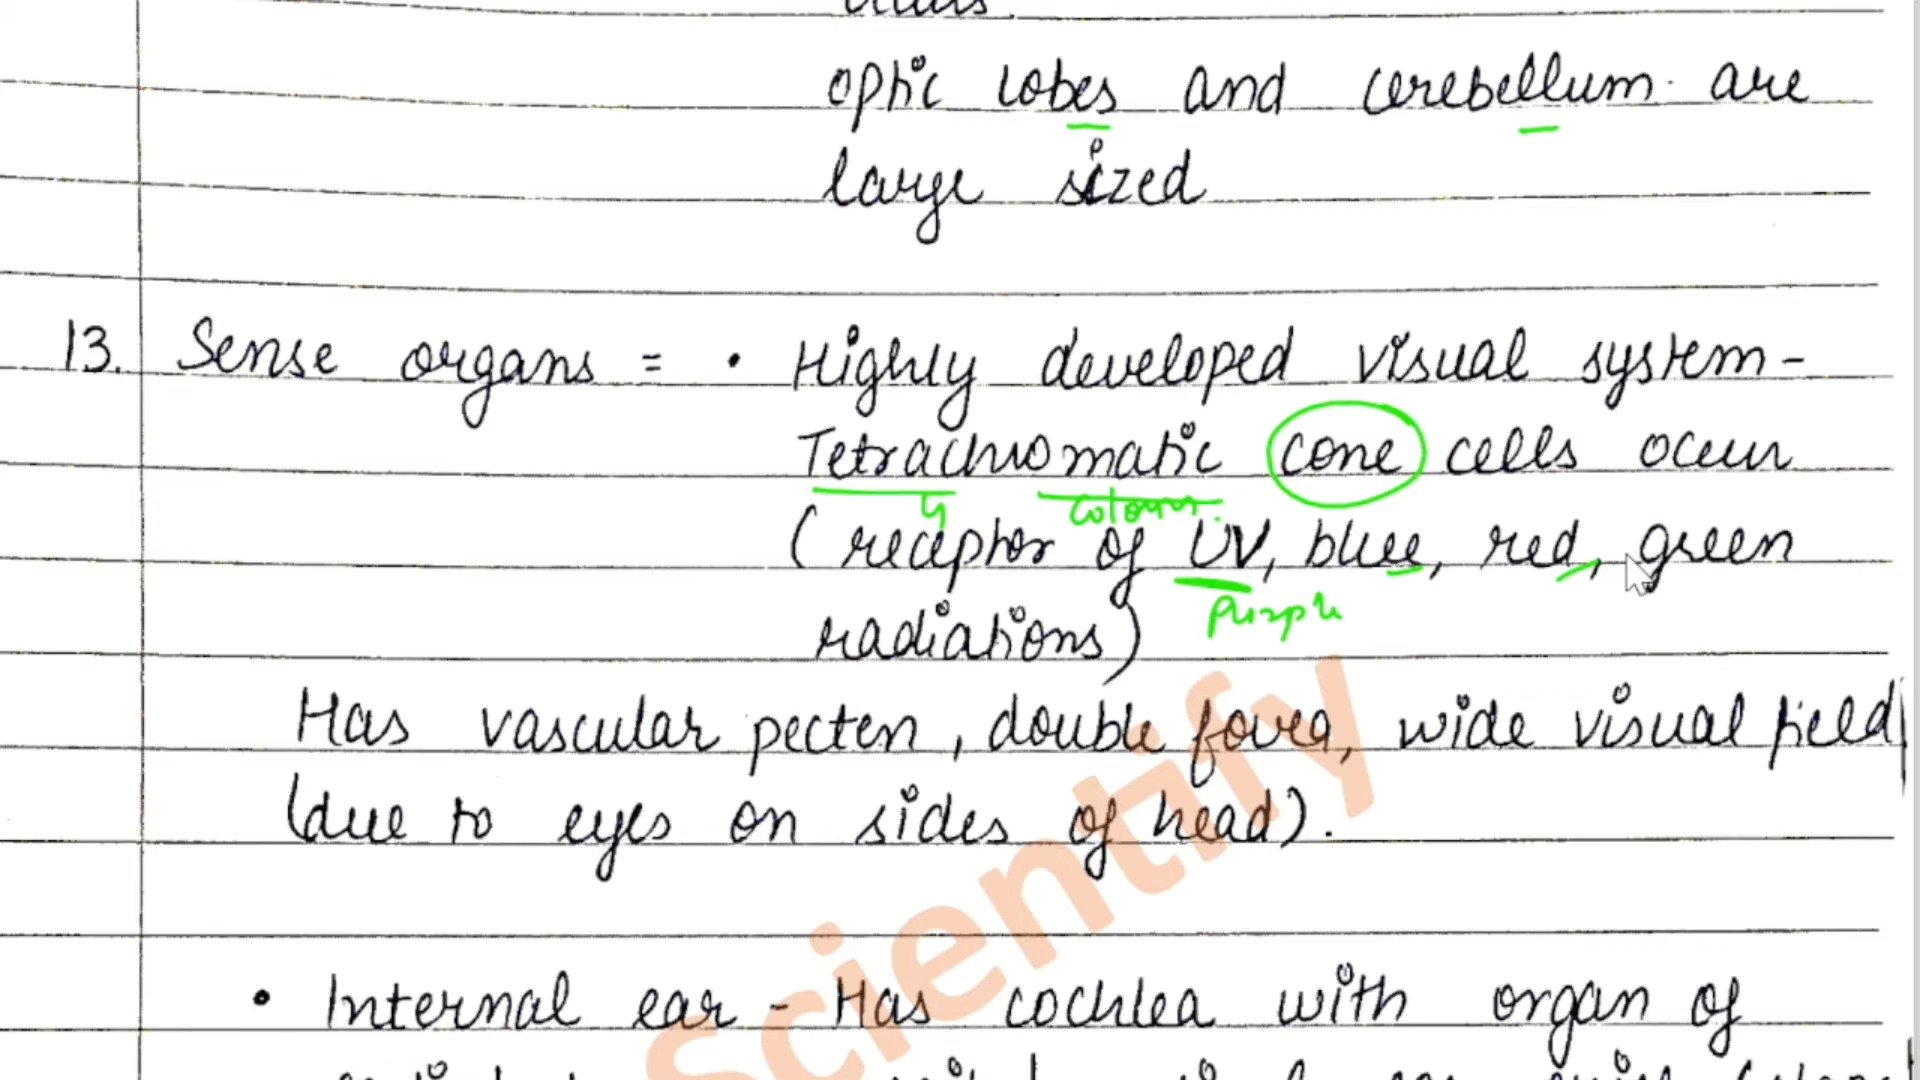 optic lobes and cerebellum are
large sized
13. Sense organs = • Highly developed visual system-
Tetrachromatic cone cells occur
4 colours.
(receptor of UV, blue, red, green
purple
radiations)
Has vascular pecten, double fovea, wide visual field
(due to eyes on sides of head).
• Internal ear - Has cochlea with organ of
Scientify